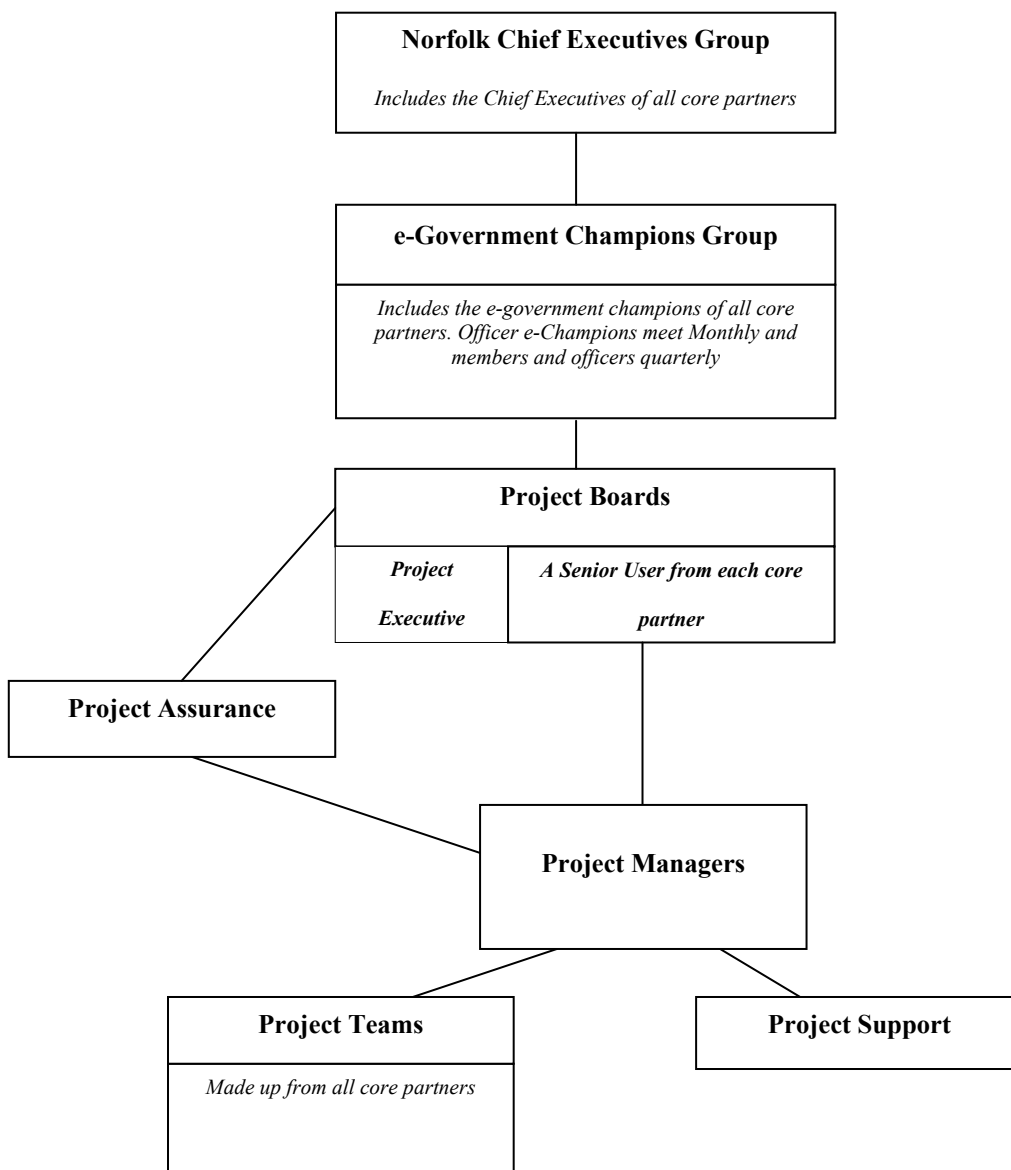 Norfolk Chief Executives Group
Includes the Chief Executives of all core partners
e-Government Champions Group
Includes the e-government champions of all core
partners. Officer e-Champions meet Monthly and
members and officers quarterly
Project Boards
Project
Executive
A Senior User from each core
partner
Project Assurance
Project Managers
Project Teams
Made up from all core partners
Project Support